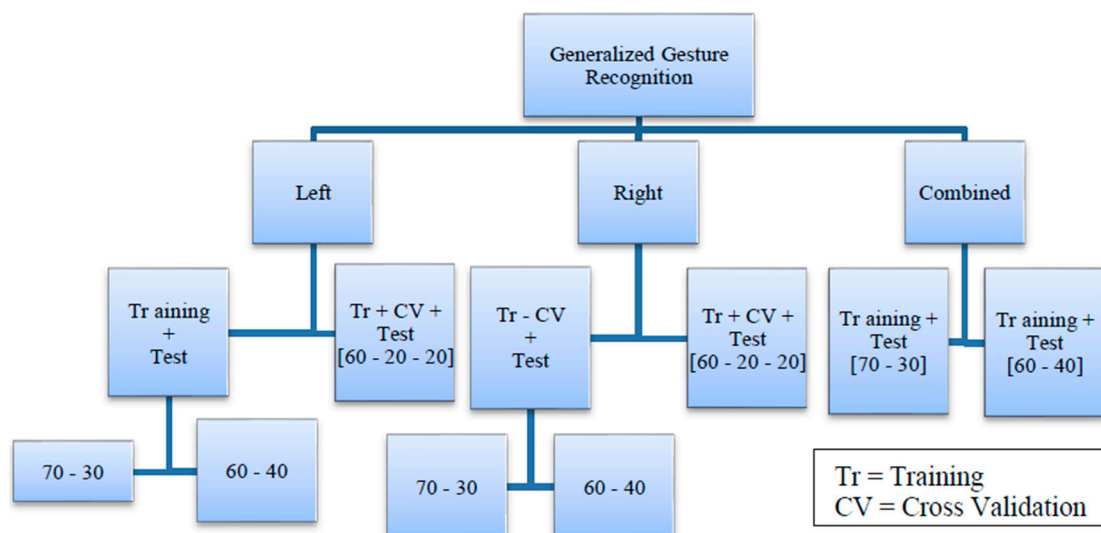 Generalized Gesture
Recognition
Left
Right
Combined
Tr aining
+
Test
Tr + CV +
Test
[60 - 20 - 20]
Tr - CV
+
Test
Tr + CV +
Test
[60 - 20 - 20]
Tr aining +
Test
[70 - 30]
Tr aining +
Test
[60 - 40]
70 - 30
60 - 40
70 - 30
60 - 40
Tr = Training
CV = Cross Validation